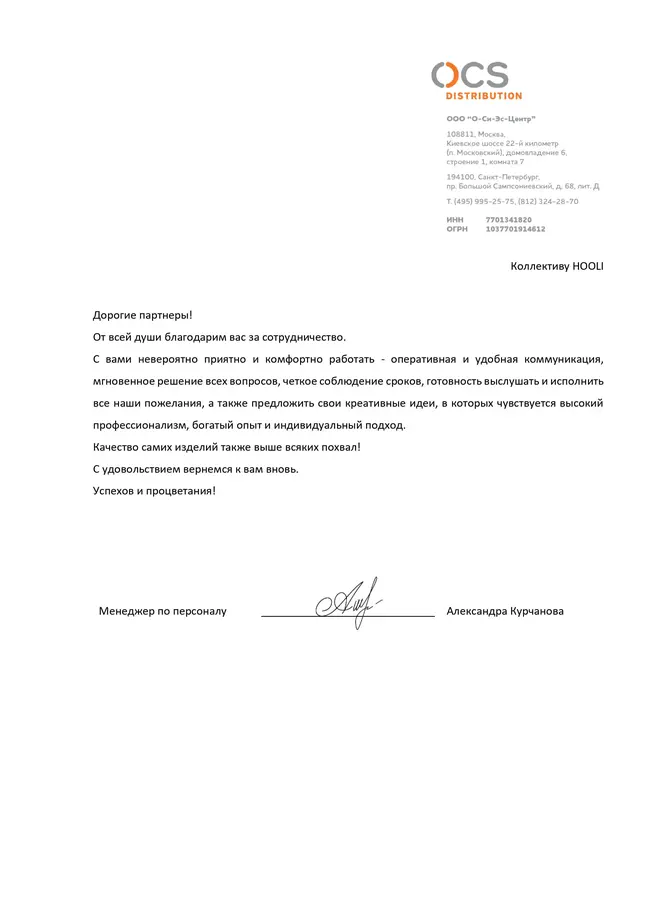 OCS
DISTRIBUTION
ООО "О-Си-Эс-Центр"
108811, Москва,
Киевское шоссе 22-й километр
(п. Московский), домовладение 6,
строение 1, комната 7
194100, Санкт-Петербург,
пр. Большой Сампсониевский, д. 68, лит. Д
Т. (495) 995-25-75, (812) 324-28-70
ИНН 7701341820
ОГРН 1037701914612
Коллективу HOOLI
Дорогие партнеры!
От всей души благодарим вас за сотрудничество.
С вами невероятно приятно и комфортно работать - оперативная и удобная коммуникация,
мгновенное решение всех вопросов, четкое соблюдение сроков, готовность выслушать и исполнить
все наши пожелания, а также предложить свои креативные идеи, в которых чувствуется высокий
профессионализм, богатый опыт и индивидуальный подход.
Качество самих изделий также выше всяких похвал!
С удовольствием вернемся к вам вновь.
Успехов и процветания!
Менеджер по персоналу Александра Курчанова